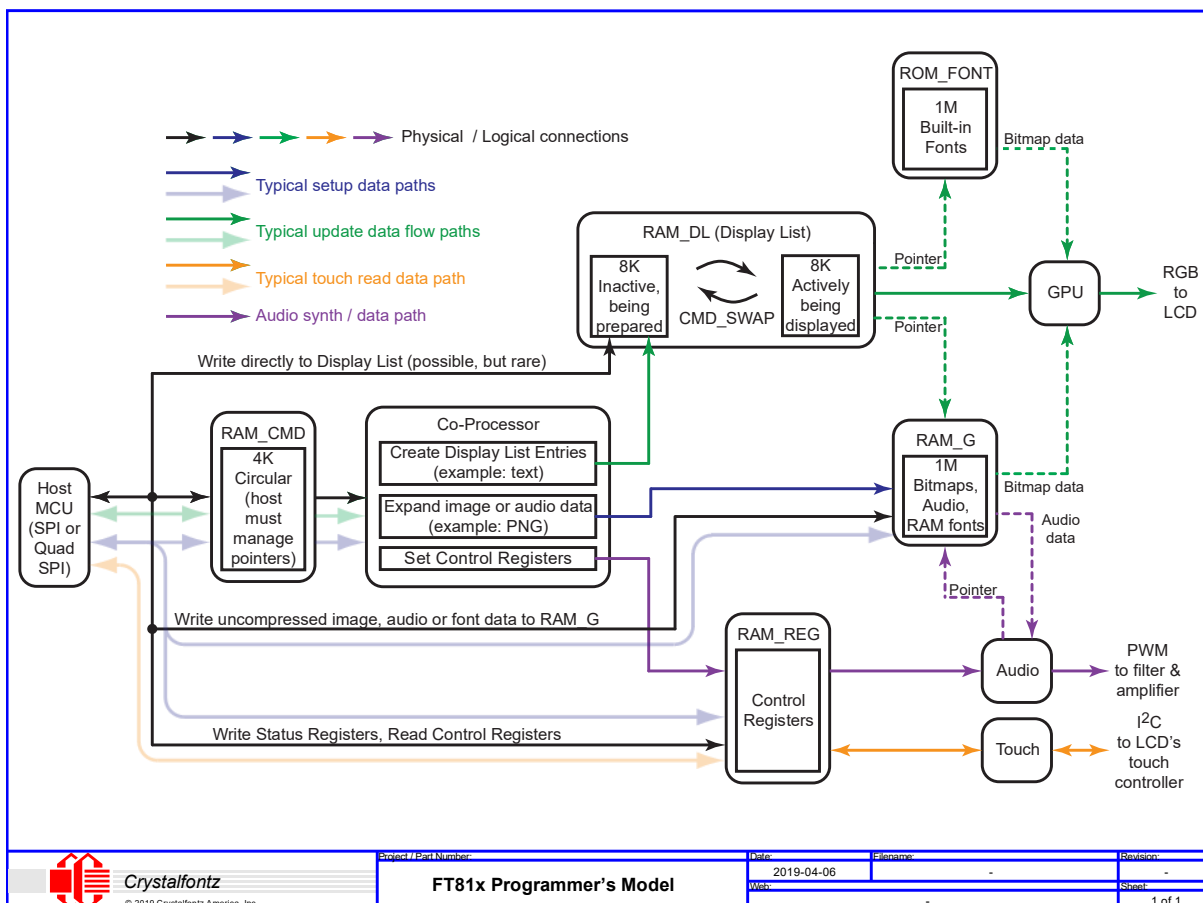 ROM_FONT
1M
Built-in
Fonts
Bitmap data
Physical / Logical connections
Typical setup data paths
Typical update data flow paths
Typical touch read data path
Audio synth / data path
RAM_DL (Display List)
8K
Inactive,
being
prepared
CMD_SWAP
8K
Actively
being
displayed
Pointer
Pointer
GPU
RGB
to
LCD
Write directly to Display List (possible, but rare)
Host
MCU
(SPI or
Quad
SPI)
RAM_CMD
4K
Circular
(host
must
manage
pointers)
Co-Processor
Create Display List Entries
(example: text)
Expand image or audio data
(example: PNG)
Set Control Registers
RAM_G
1M
Bitmaps,
Audio,
RAM fonts
Bitmap data
Audio
data
Pointer
Write uncompressed image, audio or font data to RAM_G
RAM_REG
Control
Registers
Audio
PWM
to filter &
amplifier
Write Status Registers, Read Control Registers
Touch
I2C
to LCD's
touch
controller
Crystalfontz
© 2019 Crystalfontz America, Inc.
Project / Part Number:
FT81x Programmer's Model
Date:
2019-04-06
Filename:
-
Revision:
-
Web:
-
Sheet:
1 of 1